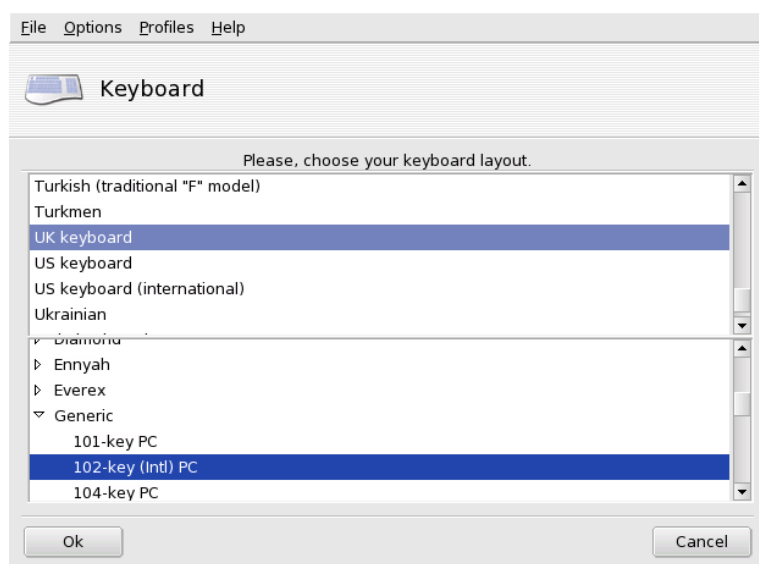 File Options Profiles Help
Keyboard
Please, choose your keyboard layout.
Turkish (traditional "F" model)
Turkmen
UK keyboard
US keyboard
US keyboard (international)
Ukrainian
Diamond
Ennyah
Everex
Generic
101-key PC
102-key (Intl) PC
104-key PC
Ok Cancel